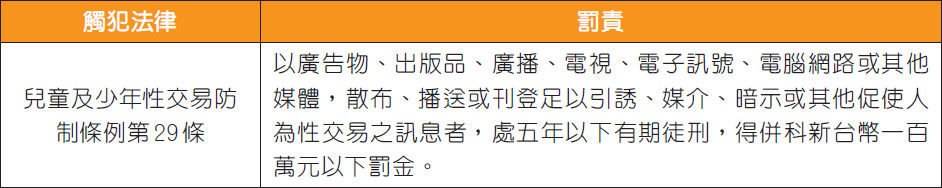 觸犯法律
罰責
兒童及少年性交易防
制條例第29條
以廣告物、出版品、廣播、電視、電子訊號、電腦網路或其他
媒體，散布、播送或刊登足以引誘、媒介、暗示或其他促使人
為性交易之訊息者，處五年以下有期徒刑，得併科新台幣一百
萬元以下罰金。